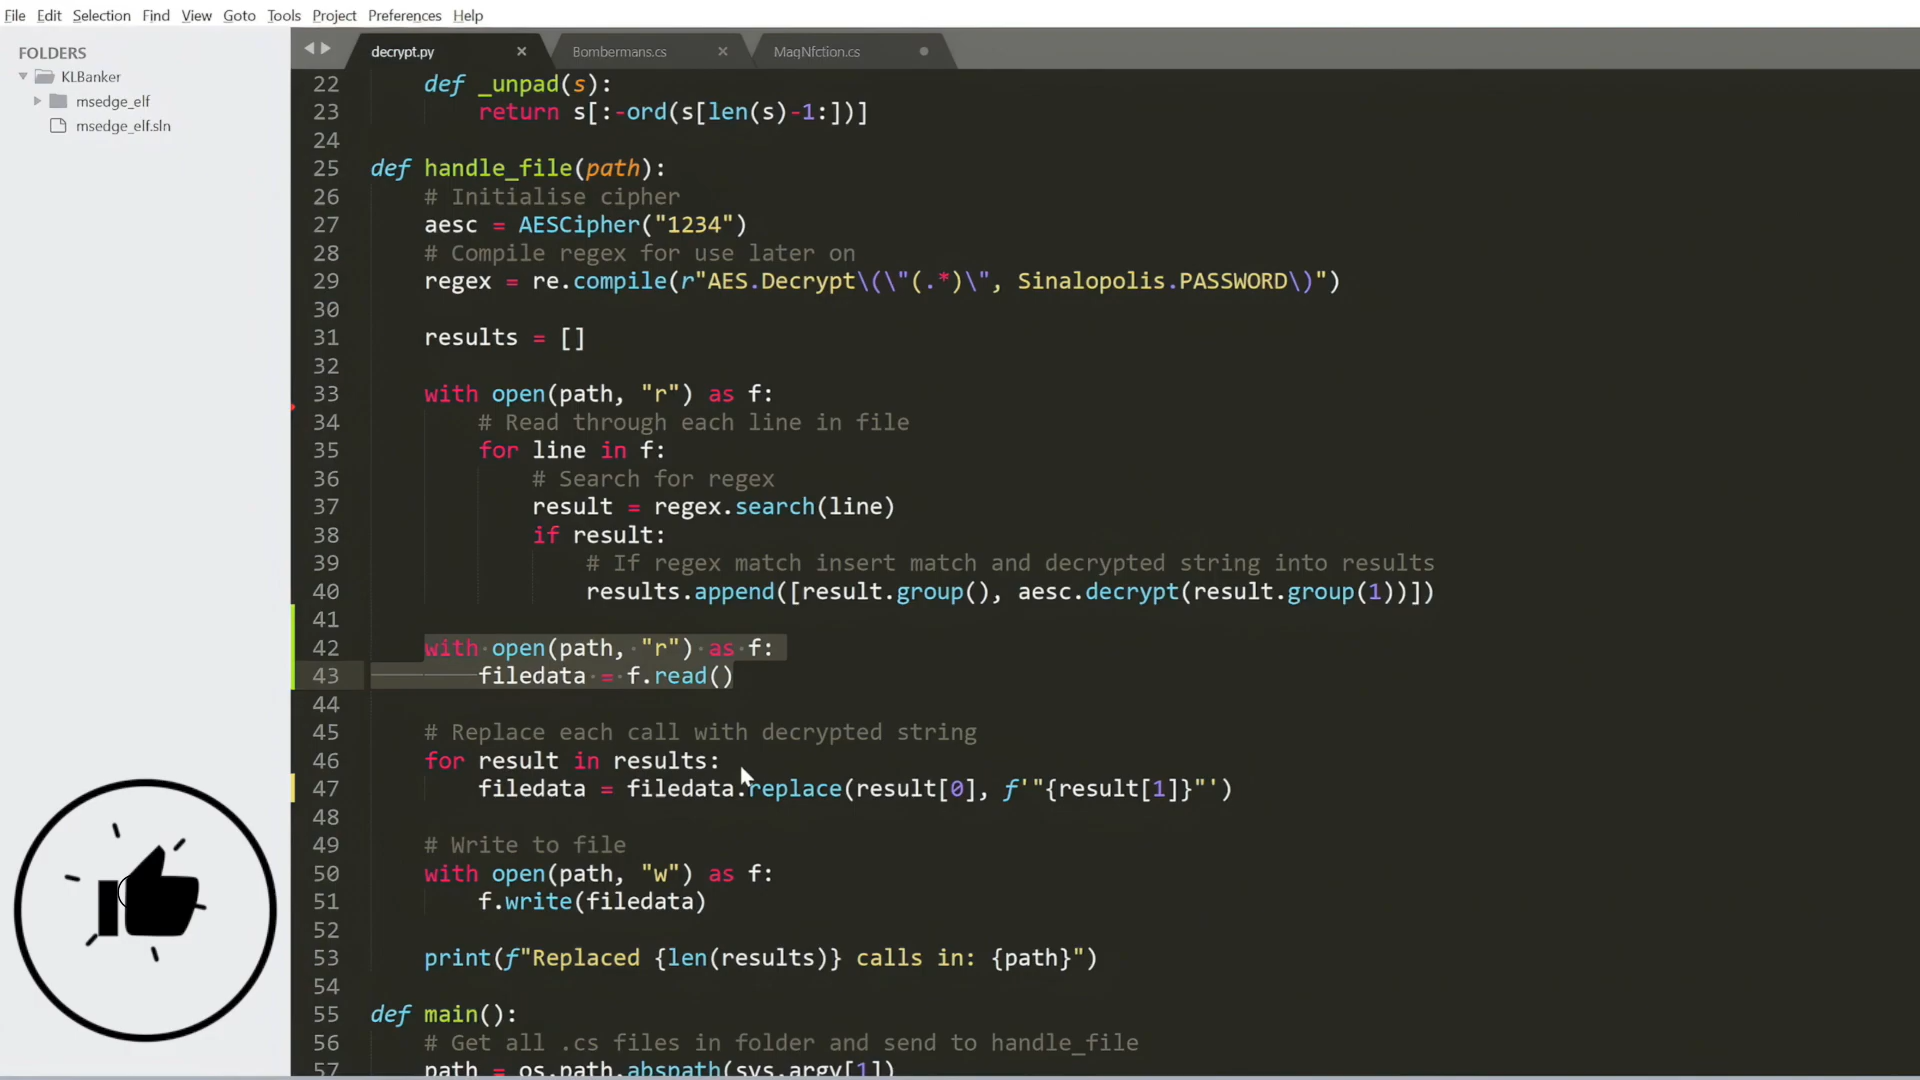 File Edit Selection Find View Goto Tools Project Preferences Help
FOLDERS
KLBanker
msedge_elf
msedge_elf.sln
decrypt.py × Bombermans.cs × MaqNfction.cs
22 def _unpad(s):
23 return s[:-ord(s[len(s)-1:])]
24
25 def handle_file(path):
26 # Initialise cipher
27 aesc = AESCipher("1234")
28 # Compile regex for use later on
29 regex = re.compile(r"AES.Decrypt\(\"(.*)\", Sinalopolis.PASSWORD\)")
30
31 results = []
32
33 with open(path, "r") as f:
34 # Read through each line in file
35 for line in f:
36 # Search for regex
37 result = regex.search(line)
38 if result:
39 # If regex match insert match and decrypted string into results
40 results.append([result.group(), aesc.decrypt(result.group(1))])
41
42 with open(path, "r") as f:
43 filedata = f.read()
44
45 # Replace each call with decrypted string
46 for result in results:
47 filedata = filedata.replace(result[0], f'"{result[1]}"')
48
49 # Write to file
50 with open(path, "w") as f:
51 f.write(filedata)
52
53 print(f"Replaced {len(results)} calls in: {path}")
54
55 def main():
56 # Get all .cs files in folder and send to handle_file
57 path = os.path.abspath(sys.argv[1])